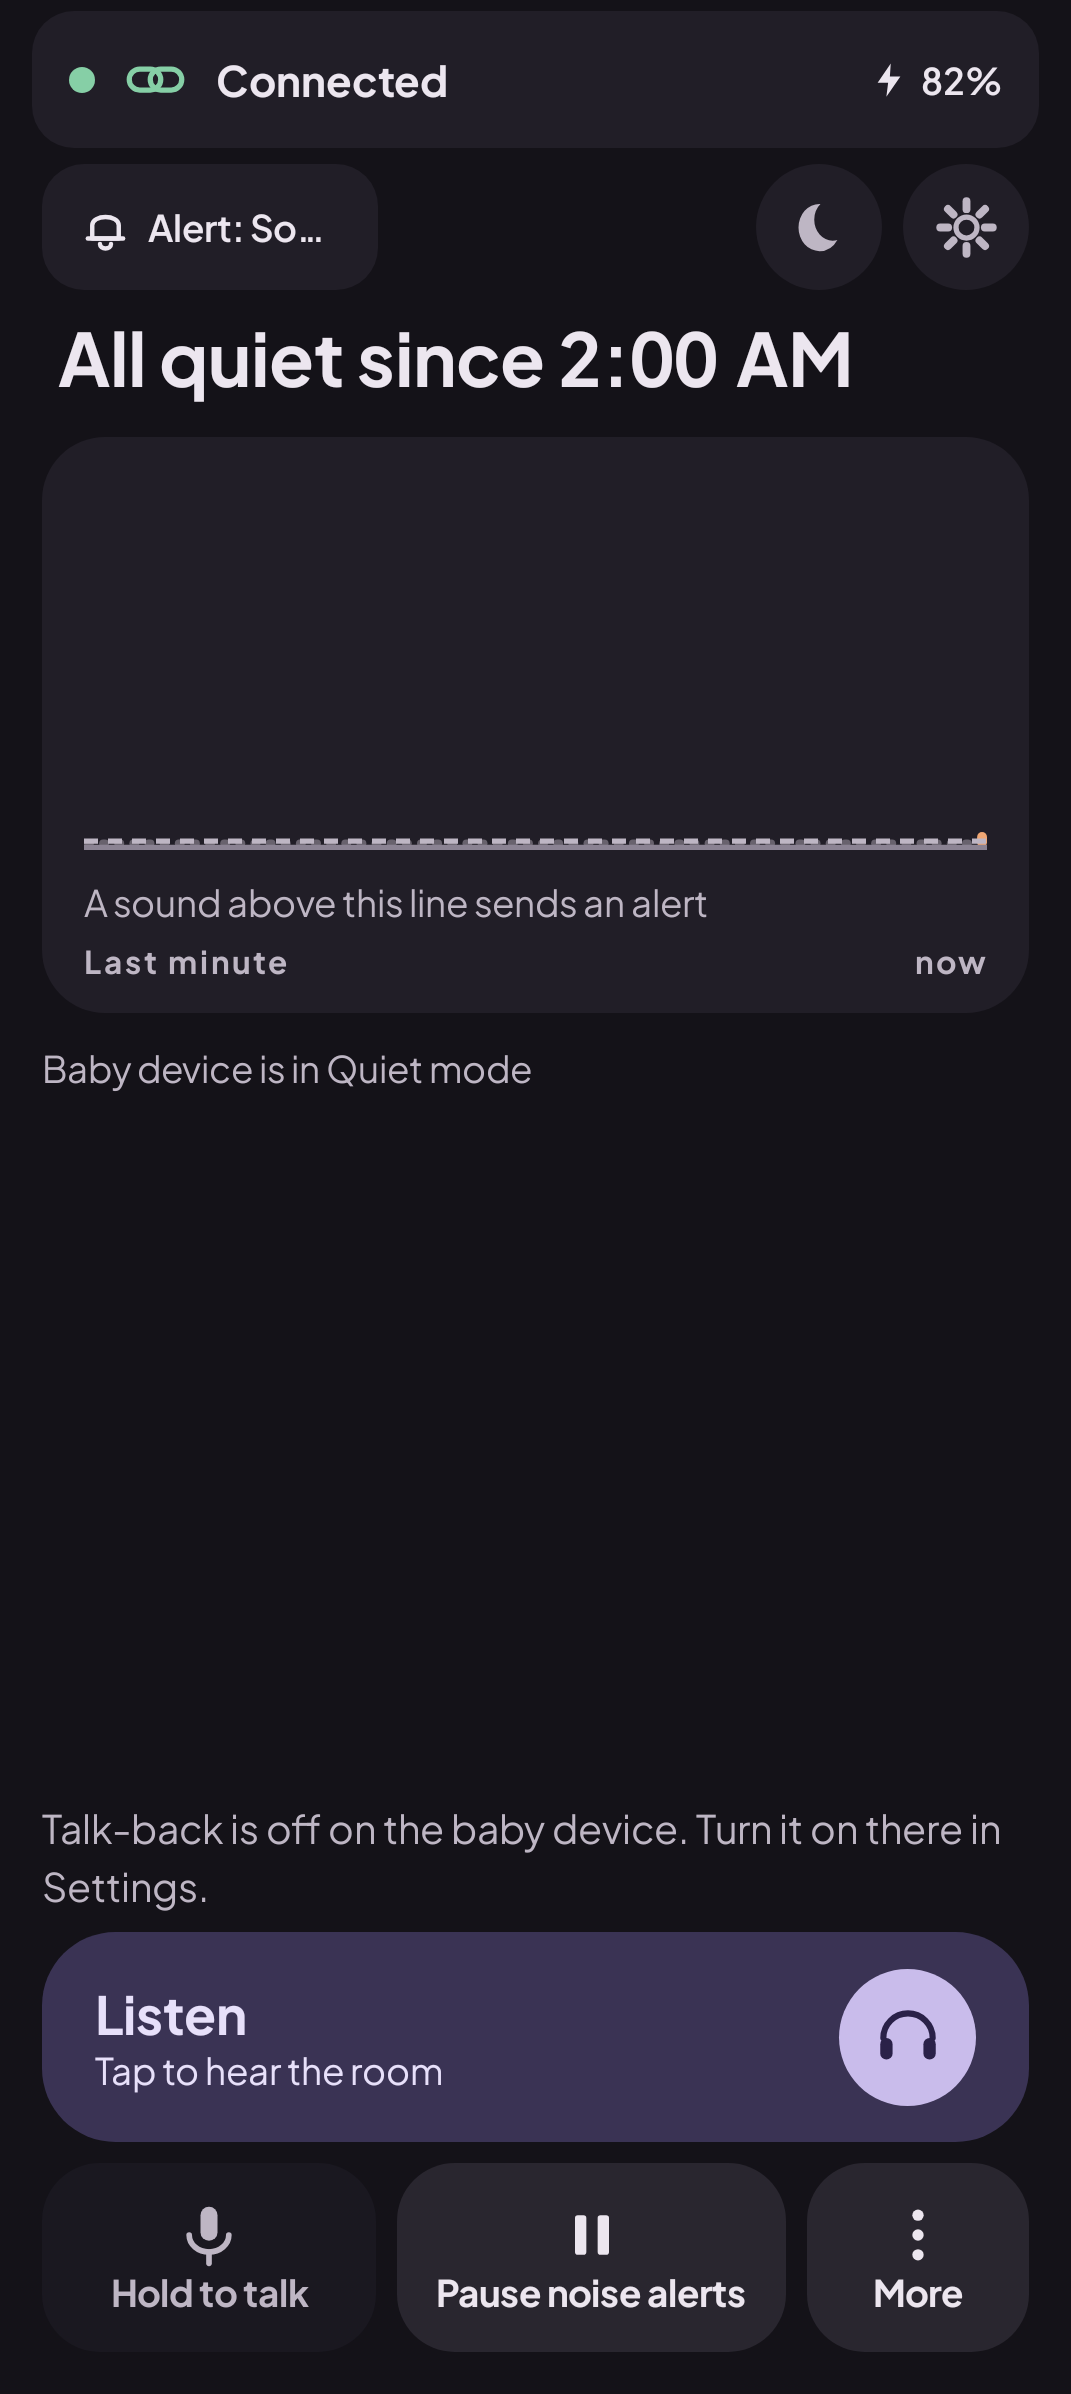 Connected
82%
Alert: So...
All quiet since 2:00 AM
A sound above this line sends an alert
Last minute
now
Baby device is in Quiet mode
Talk-back is off on the baby device. Turn it on there in
Settings.
Listen
Tap to hear the room
Hold to talk
Pause noise alerts
More